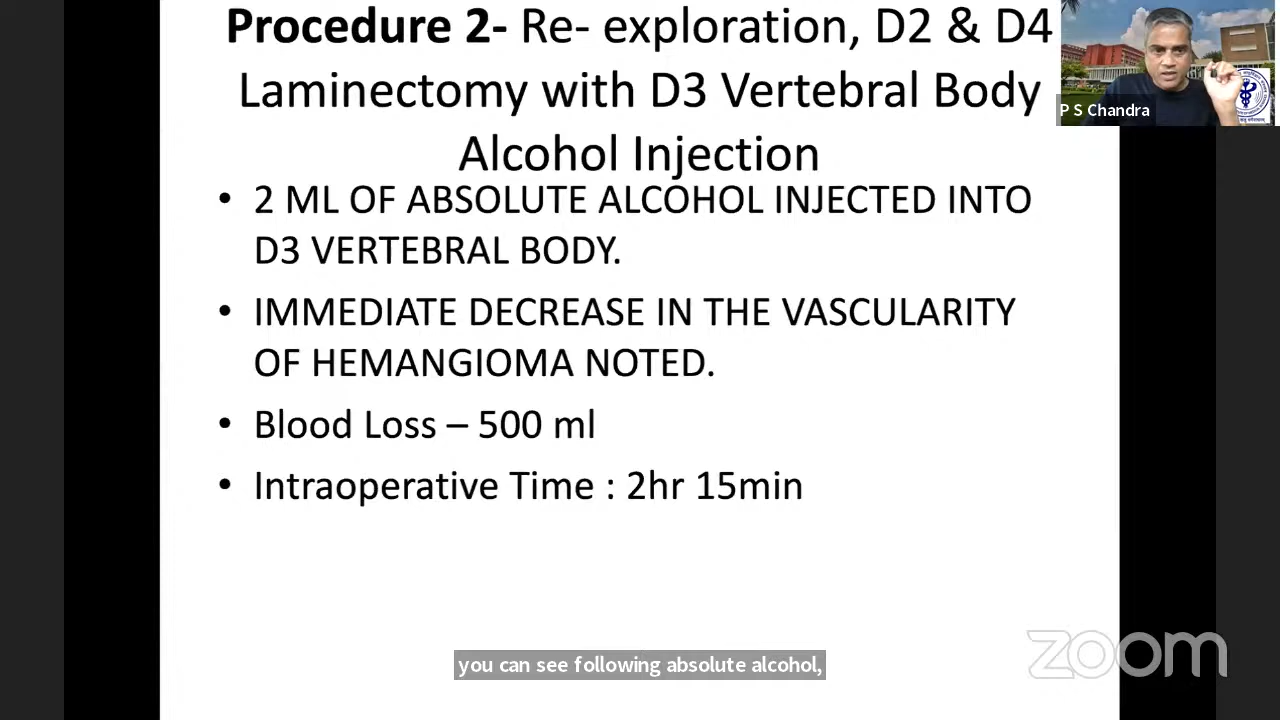 Procedure 2- Re- exploration, D2 & D4
Laminectomy with D3 Vertebral Body
Alcohol Injection
• 2 ML OF ABSOLUTE ALCOHOL INJECTED INTO
D3 VERTEBRAL BODY.
• IMMEDIATE DECREASE IN THE VASCULARITY
OF HEMANGIOMA NOTED.
• Blood Loss – 500 ml
• Intraoperative Time : 2hr 15min
P S Chandra
you can see following absolute alcohol,
zoom